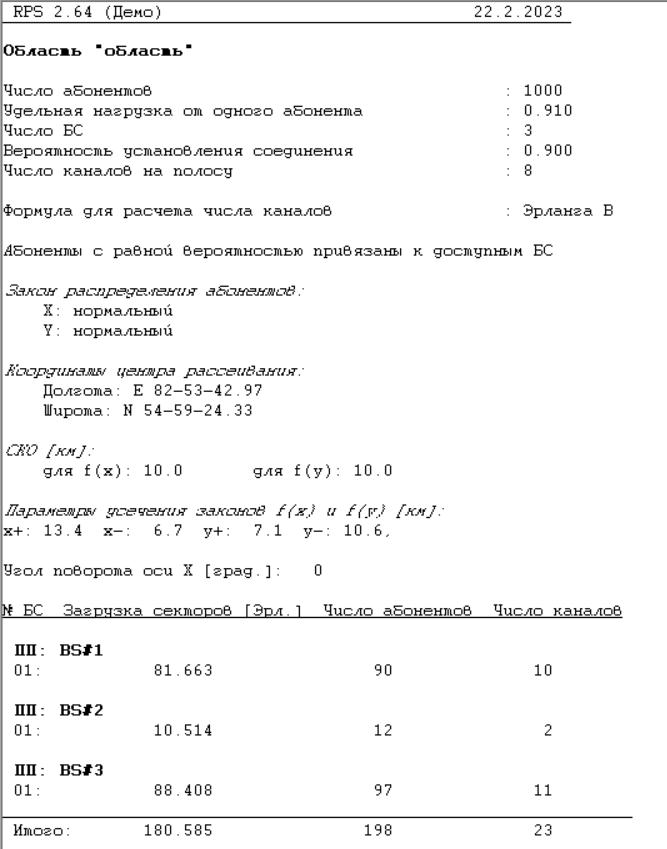 RPS 2.64 (Демо) 22.2.2023
Область "область"
Число абонентов : 1000
Удельная нагрузка от одного абонента : 0.910
Число БС : 3
Вероятность установления соединения : 0.900
Число каналов на полосу : 8
Формула для расчета числа каналов : Эрланга B
Абоненты с равной вероятностью привязаны к доступным БС
Закон распределения абонентов:
X: нормальный
Y: нормальный
Координаты центра рассеивания:
Долгота: E 82-53-42.97
Широта: N 54-59-24.33
СКО [км]:
для f(x): 10.0 для f(y): 10.0
Параметры усечения законов f(x) и f(y) [км]:
x+: 13.4 x-: 6.7 y+: 7.1 y-: 10.6,
Угол поворота оси X [град.]: 0
№ БС Загрузка секторов [Эрл.] Число абонентов Число каналов
ПП: BS#1
01: 81.663 90 10
ПП: BS#2
01: 10.514 12 2
ПП: BS#3
01: 88.408 97 11
Итого: 180.585 198 23